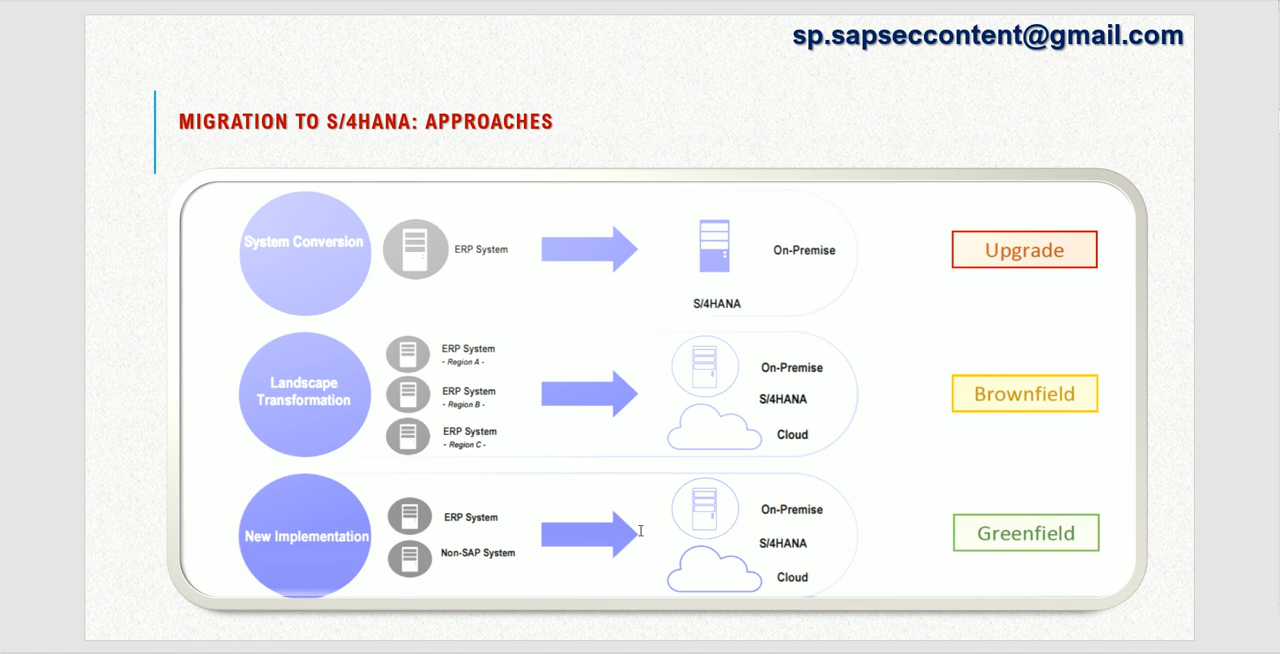 sp.sapseccontent@gmail.com
MIGRATION TO S/4HANA: APPROACHES
System Conversion
ERP System
On-Premise
S/4HANA
Upgrade
Landscape
Transformation
ERP System
- Region A -
ERP System
- Region B -
ERP System
- Region C -
On-Premise
S/4HANA
Cloud
Brownfield
New Implementation
ERP System
Non-SAP System
On-Premise
S/4HANA
Cloud
Greenfield